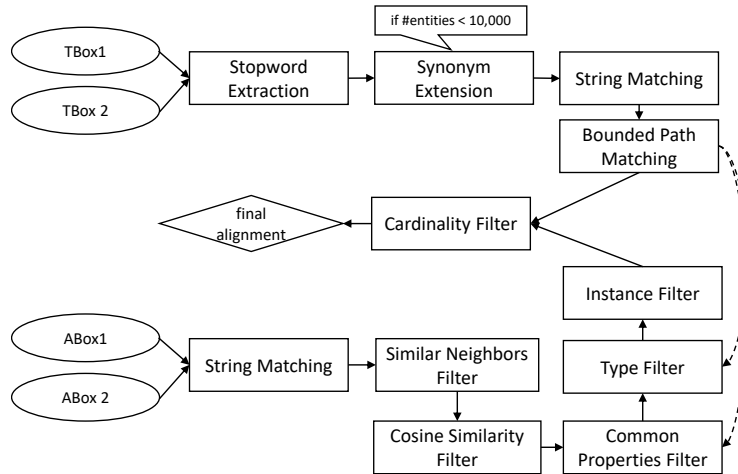 if #entities < 10,000
TBox1
TBox 2
Stopword
Extraction
Synonym
Extension
String Matching
Bounded Path
Matching
final
alignment
Cardinality Filter
Instance Filter
ABox1
ABox 2
String Matching
Similar Neighbors
Filter
Type Filter
Cosine Similarity
Filter
Common
Properties Filter